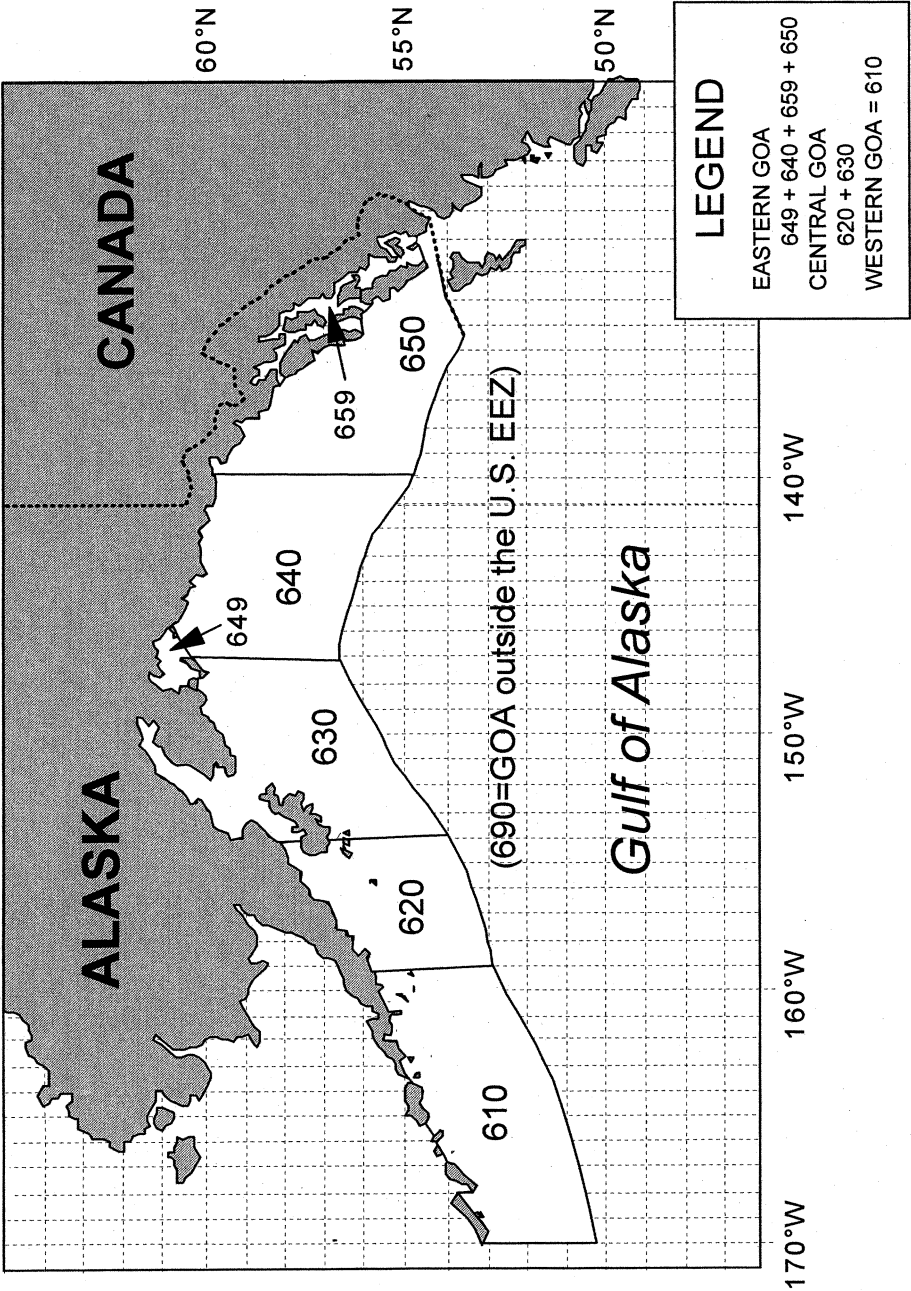 ALASKA
CANADA
649
659
640
630
650
620
610
(690=GOA outside the U.S. EEZ)
Gulf of Alaska
60°N
55°N
50°N
170°W
160°W
150°W
140°W
LEGEND
EASTERN GOA
649 + 640 + 659 + 650
CENTRAL GOA
620 + 630
WESTERN GOA = 610